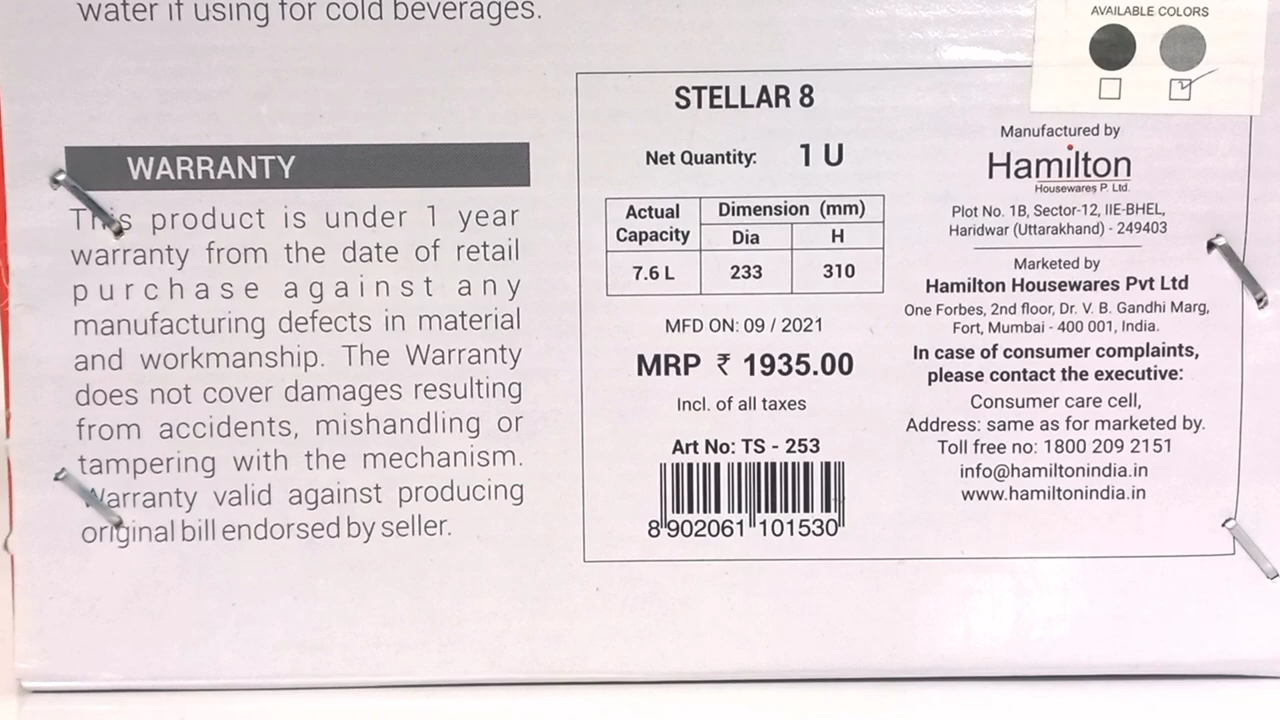 water if using for cold beverages.
WARRANTY
This product is under 1 year
warranty from the date of retail
purchase against any
manufacturing defects in material
and workmanship. The Warranty
does not cover damages resulting
from accidents, mishandling or
tampering with the mechanism.
Warranty valid against producing
original bill endorsed by seller.
STELLAR 8
Net Quantity: 1 U
Actual Capacity
Dimension (mm)
Dia H
7.6 L 233 310
MFD ON: 09 / 2021
MRP ₹ 1935.00
Incl. of all taxes
Art No: TS - 253
8 902061 101530
AVAILABLE COLORS
Manufactured by
Hamilton
Housewares P. Ltd.
Plot No. 1B, Sector-12, IIE-BHEL,
Haridwar (Uttarakhand) - 249403
Marketed by
Hamilton Housewares Pvt Ltd
One Forbes, 2nd floor, Dr. V. B. Gandhi Marg,
Fort, Mumbai - 400 001, India.
In case of consumer complaints,
please contact the executive:
Consumer care cell,
Address: same as for marketed by.
Toll free no: 1800 209 2151
info@hamiltonindia.in
www.hamiltonindia.in